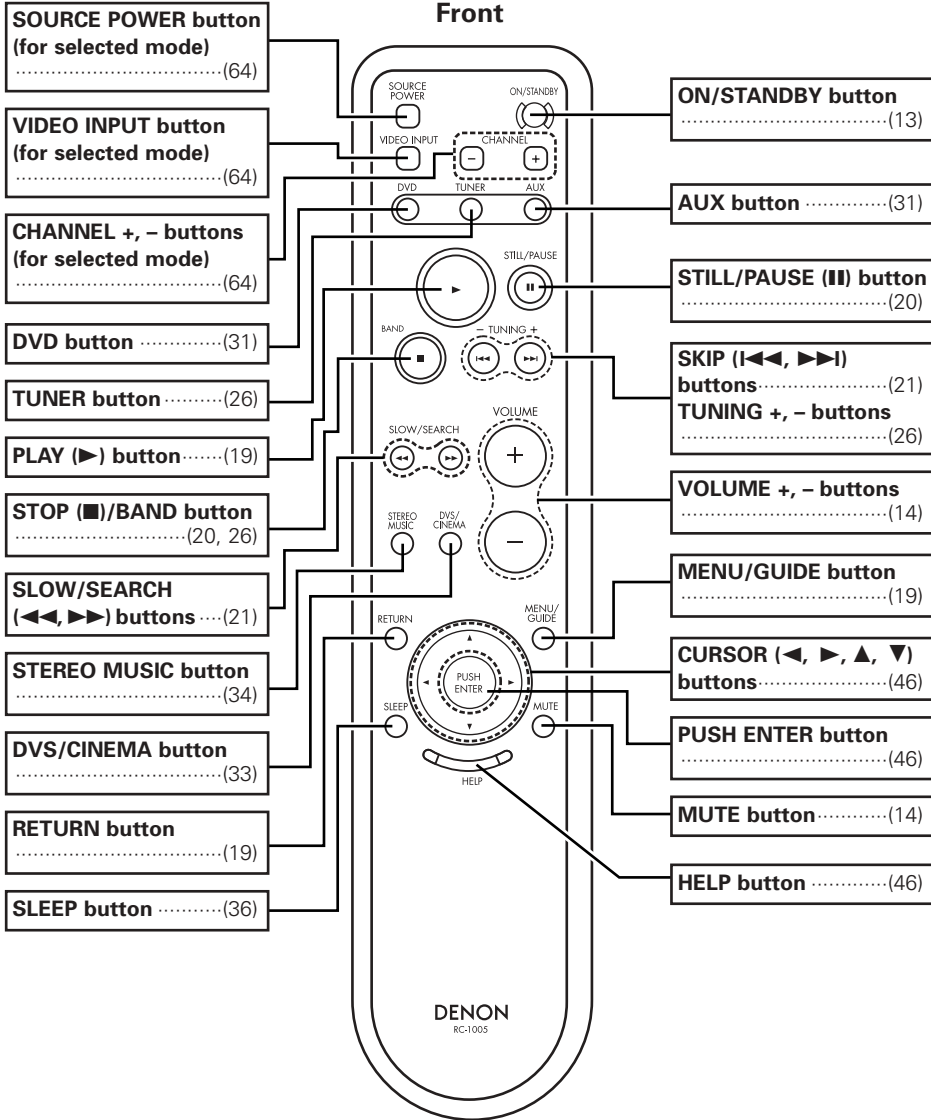 Front
SOURCE POWER button
(for selected mode)
································(64)
VIDEO INPUT button
(for selected mode)
································(64)
CHANNEL +, – buttons
(for selected mode)
································(64)
DVD button ··············(31)
TUNER button ··········(26)
PLAY (►) button·······(19)
STOP (■)/BAND button
··························(20, 26)
SLOW/SEARCH
(◄◄, ►►) buttons ····(21)
STEREO MUSIC button
································(34)
DVS/CINEMA button
································(33)
RETURN button
································(19)
SLEEP button ···········(36)
SOURCE
POWER
ON/STANDBY
VIDEO INPUT
CHANNEL
– +
DVD TUNER AUX
STILL/PAUSE
► II
BAND
– TUNING +
■ I◄◄ ►►I
VOLUME
SLOW/SEARCH
+
◄◄ ►►
STEREO
MUSIC
DVS/
CINEMA
–
RETURN
MENU/
GUIDE
▲
◄ PUSH
ENTER ►
▼
SLEEP
MUTE
HELP
DENON
RC-1005
ON/STANDBY button
································(13)
AUX button ·············(31)
STILL/PAUSE (II) button
································(20)
SKIP (I◄◄, ►►I)
buttons····················(21)
TUNING +, – buttons
································(26)
VOLUME +, – buttons
································(14)
MENU/GUIDE button
································(19)
CURSOR (◄, ►, ▲, ▼)
buttons····················(46)
PUSH ENTER button
································(46)
MUTE button············(14)
HELP button ·············(46)